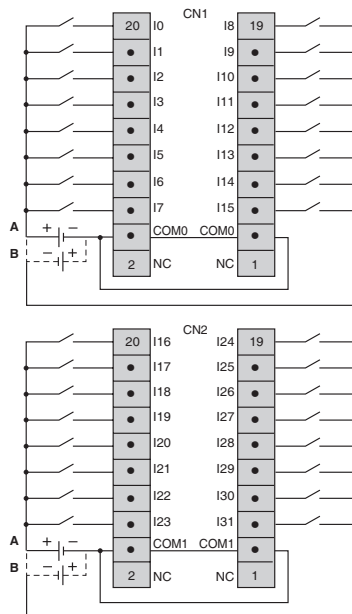 CN1
20 I0 I8 19
I1 I9
I2 I10
I3 I11
I4 I12
I5 I13
I6 I14
I7 I15
A + − COM0 COM0
B − + 2 NC NC 1
CN2
20 I16 I24 19
I17 I25
I18 I26
I19 I27
I20 I28
I21 I29
I22 I30
I23 I31
A + − COM1 COM1
B − + 2 NC NC 1